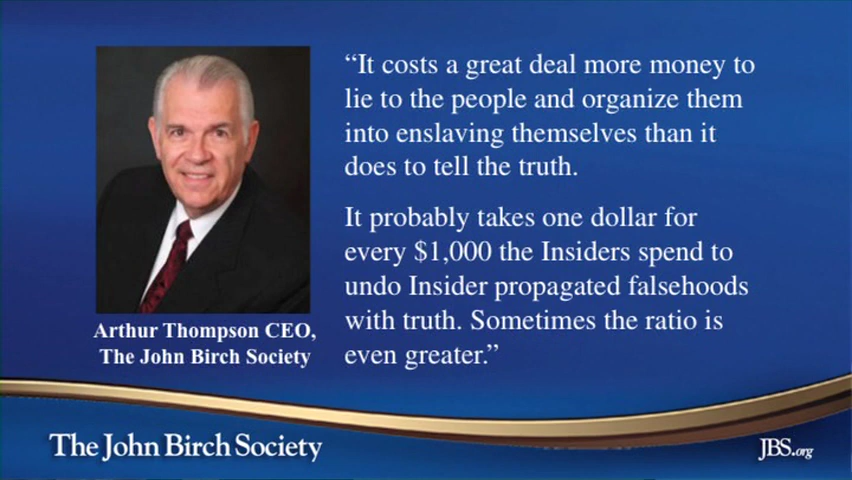 “It costs a great deal more money to
lie to the people and organize them
into enslaving themselves than it
does to tell the truth.
It probably takes one dollar for
every $1,000 the Insiders spend to
undo Insider propagated falsehoods
with truth. Sometimes the ratio is
even greater.”
Arthur Thompson CEO,
The John Birch Society
The John Birch Society
JBS.org